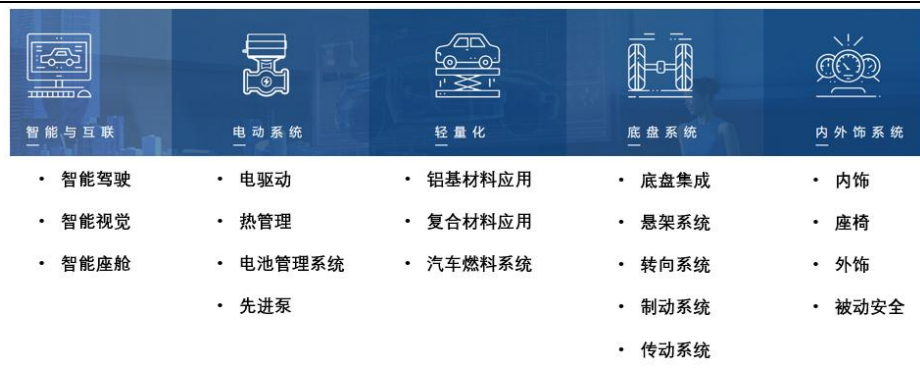 智能与互联
电动系统
轻量化
底盘系统
内外饰系统
• 智能驾驶
• 智能视觉
• 智能座舱
• 电驱动
• 热管理
• 电池管理系统
• 先进泵
• 铝基材料应用
• 复合材料应用
• 汽车燃料系统
• 底盘集成
• 悬架系统
• 转向系统
• 制动系统
• 传动系统
• 内饰
• 座椅
• 外饰
• 被动安全